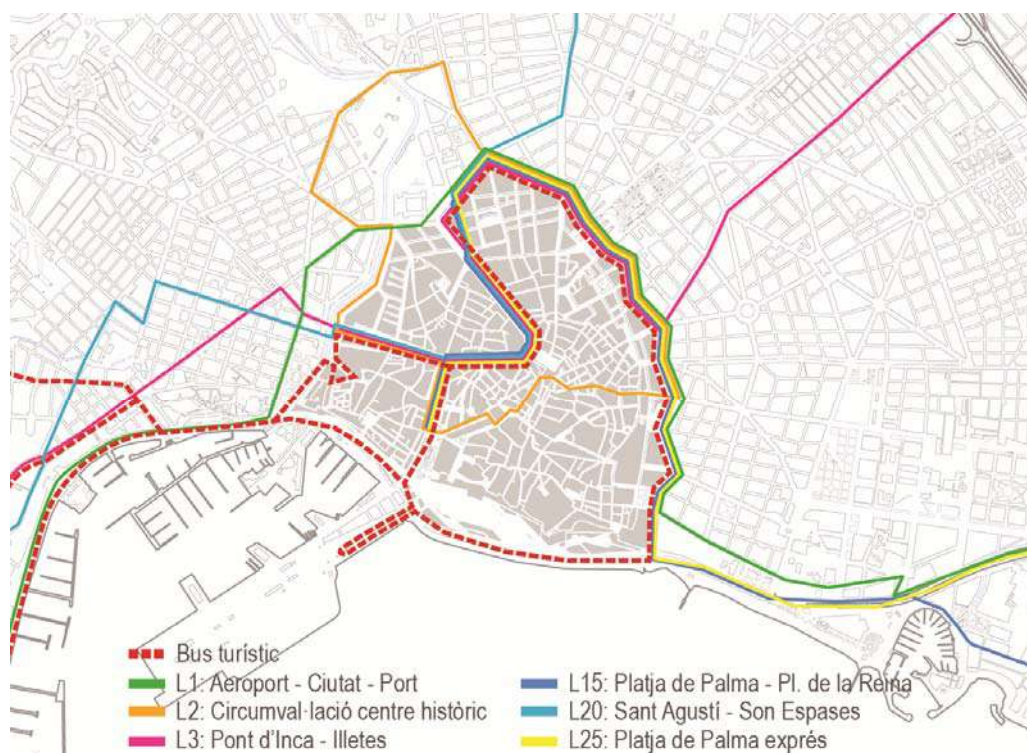 Bus turístic
L1: Aeroport - Ciutat - Port
L2: Circumval·lació centre històric
L3: Pont d'Inca - Illetes
L15: Platja de Palma - Pl. de la Reina
L20: Sant Agustí - Son Espases
L25: Platja de Palma exprés